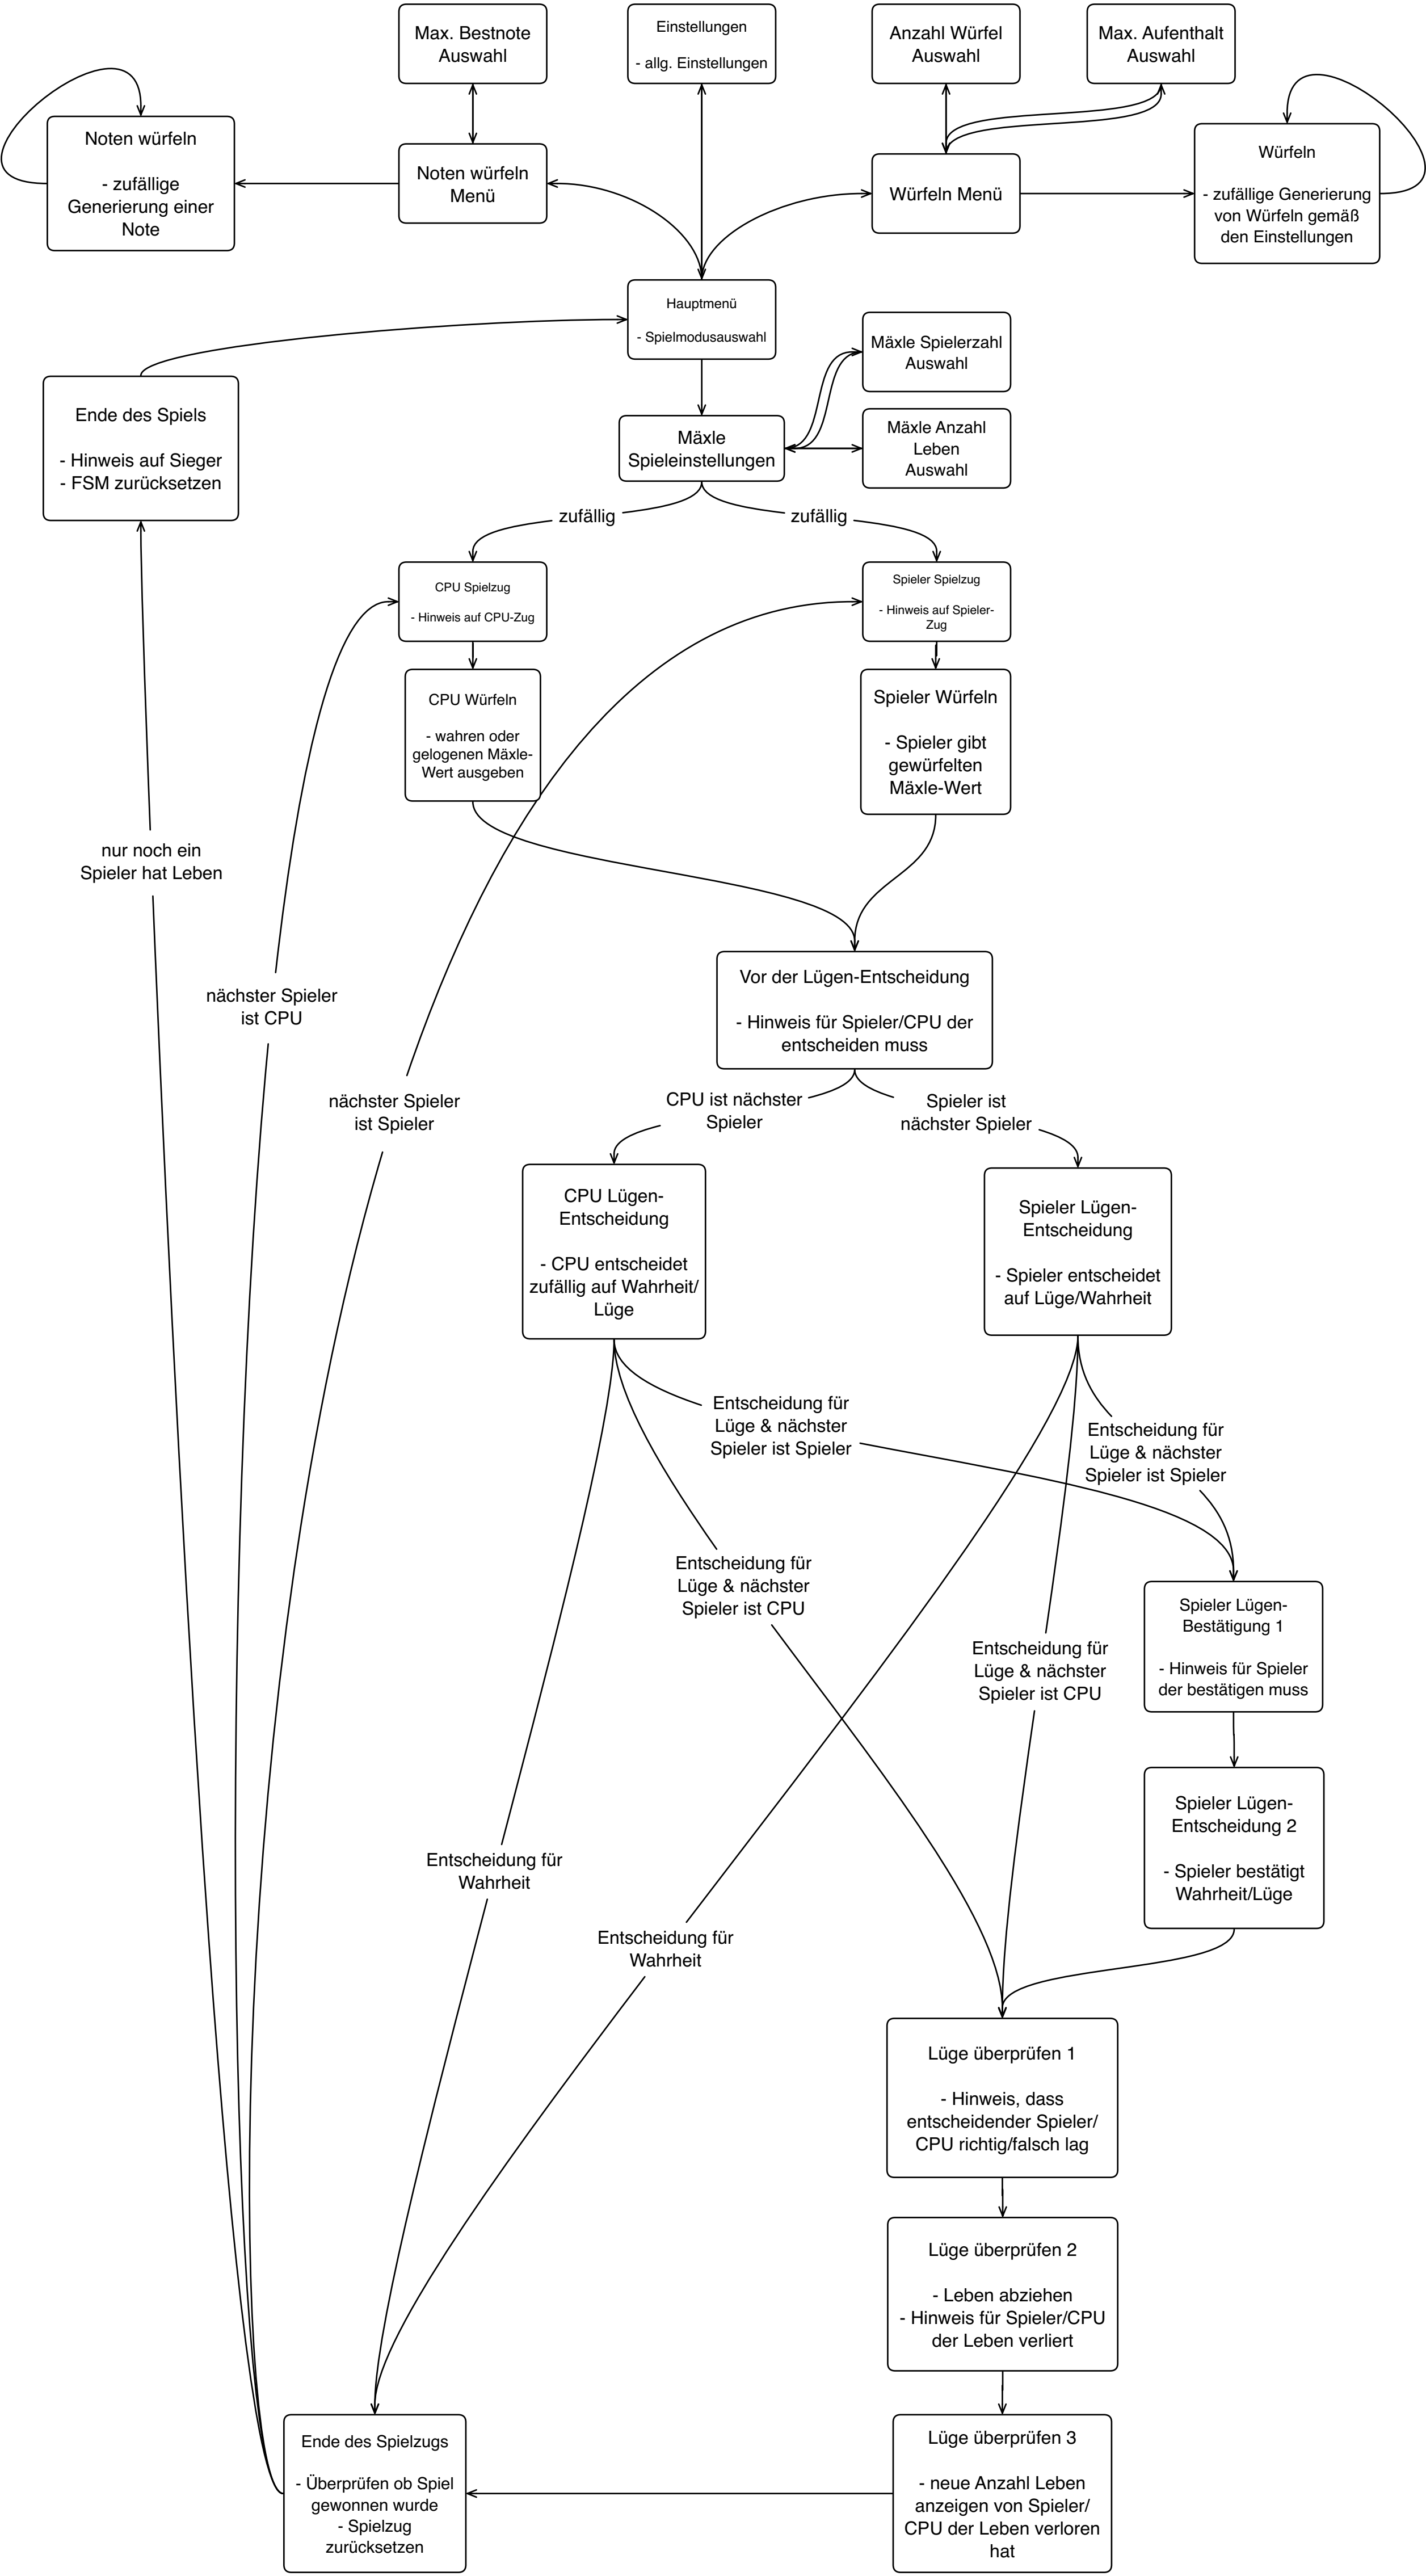 Max. Bestnote
Auswahl
Einstellungen
- allg. Einstellungen
Anzahl Würfel
Auswahl
Max. Aufenthalt
Auswahl
Noten würfeln
- zufällige
Generierung einer
Note
Noten würfeln
Menü
Würfeln Menü
Würfeln
- zufällige Generierung
von Würfeln gemäß
den Einstellungen
Hauptmenü
- Spielmodusauswahl
Mäxle Spielerzahl
Auswahl
Ende des Spiels
- Hinweis auf Sieger
- FSM zurücksetzen
Mäxle
Spieleinstellungen
Mäxle Anzahl
Leben
Auswahl
zufällig
zufällig
CPU Spielzug
- Hinweis auf CPU-Zug
Spieler Spielzug
- Hinweis auf Spieler-
Zug
CPU Würfeln
- wahren oder
gelogenen Mäxle-
Wert ausgeben
Spieler Würfeln
- Spieler gibt
gewürfelten
Mäxle-Wert
nur noch ein
Spieler hat Leben
nächster Spieler
ist CPU
Vor der Lügen-Entscheidung
- Hinweis für Spieler/CPU der
entscheiden muss
nächster Spieler
ist Spieler
CPU ist nächster
Spieler
Spieler ist
nächster Spieler
CPU Lügen-
Entscheidung
- CPU entscheidet
zufällig auf Wahrheit/
Lüge
Spieler Lügen-
Entscheidung
- Spieler entscheidet
auf Lüge/Wahrheit
Entscheidung für
Lüge & nächster
Spieler ist Spieler
Entscheidung für
Lüge & nächster
Spieler ist Spieler
Entscheidung für
Lüge & nächster
Spieler ist CPU
Spieler Lügen-
Bestätigung 1
- Hinweis für Spieler
der bestätigen muss
Entscheidung für
Lüge & nächster
Spieler ist CPU
Spieler Lügen-
Entscheidung 2
- Spieler bestätigt
Wahrheit/Lüge
Entscheidung für
Wahrheit
Entscheidung für
Wahrheit
Lüge überprüfen 1
- Hinweis, dass
entscheidender Spieler/
CPU richtig/falsch lag
Lüge überprüfen 2
- Leben abziehen
- Hinweis für Spieler/CPU
der Leben verliert
Ende des Spielzugs
- Überprüfen ob Spiel
gewonnen wurde
- Spielzug
zurücksetzen
Lüge überprüfen 3
- neue Anzahl Leben
anzeigen von Spieler/
CPU der Leben verloren
hat